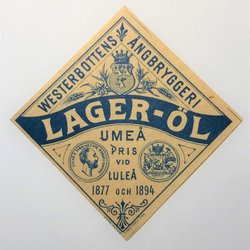 WESTERBOTTENS ÅNGBRYGGERI
LAGER-ÖL
UMEÅ
PRIS
VID
LULEÅ
1877 OCH 1894